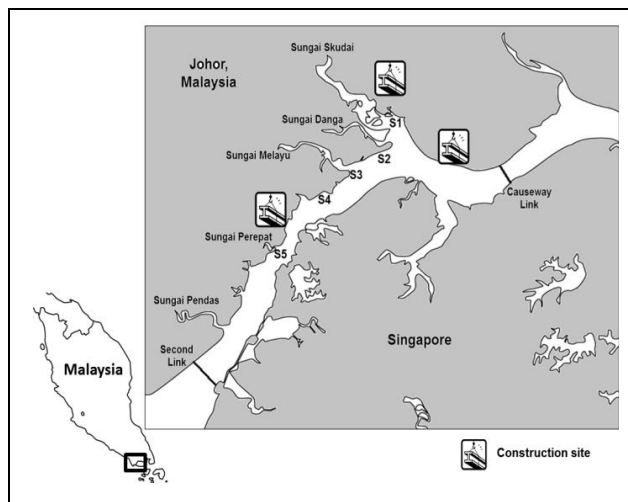 Sungai Skudai
Johor,
Malaysia
S1
Sungai Danga
S2
Sungai Melayu
S3
Causeway
Link
S4
Sungai Perepat
S5
Sungai Pendas
Second
Link
Singapore
Malaysia
Construction site